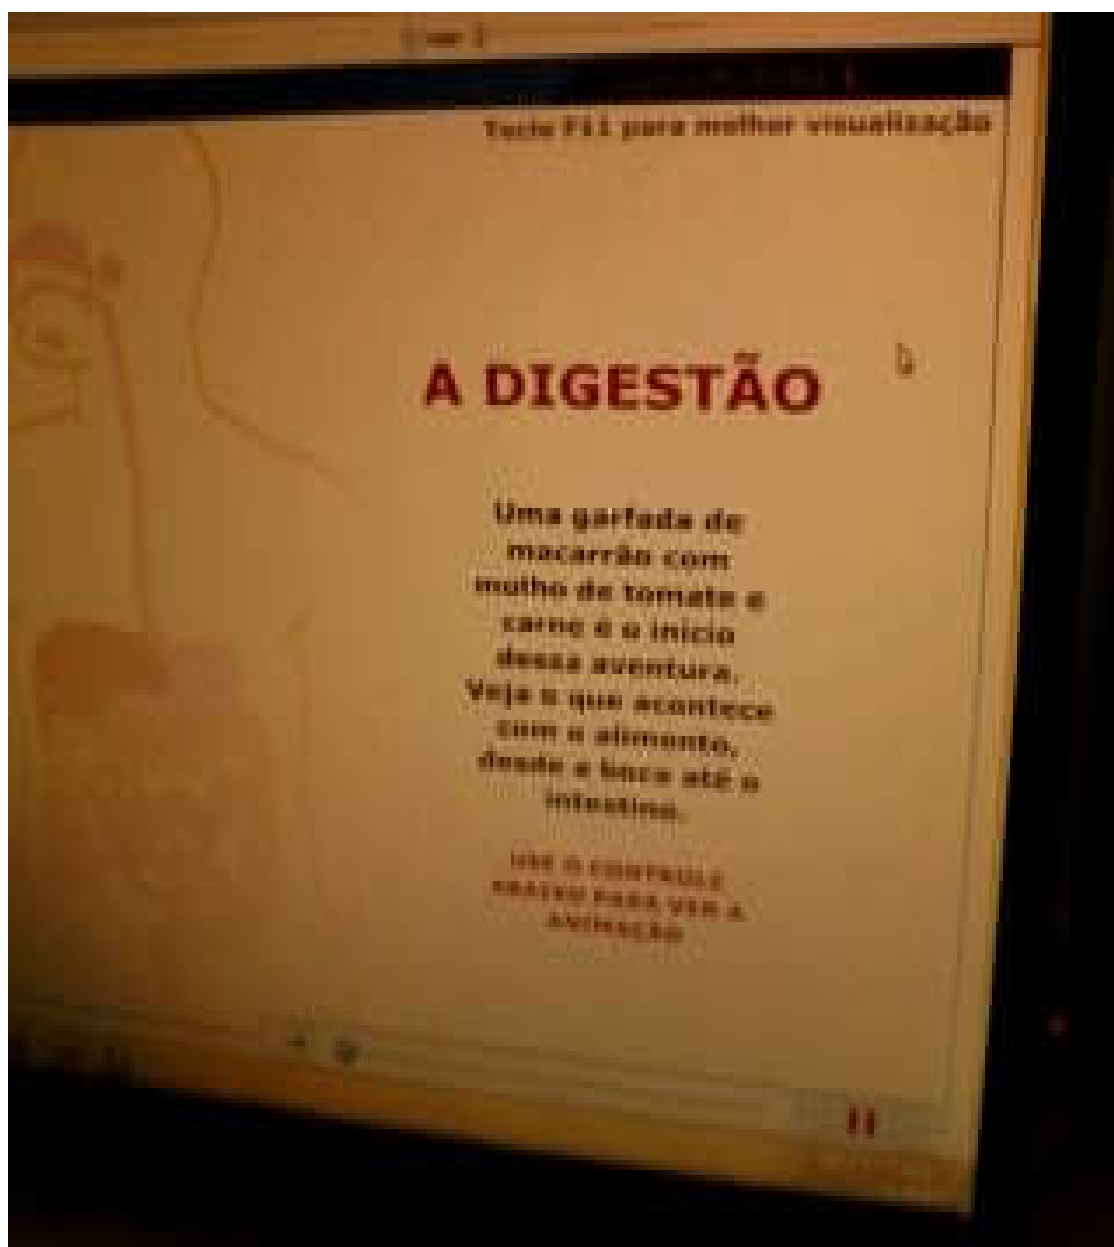 Tecle F11 para melhor visualização
A DIGESTÃO
Uma garfada de
macarrão com
molho de tomate e
carne é o início
dessa aventura.
Veja o que acontece
com o alimento,
desde a boca até o
intestino.
USE O CONTROLE
ABAIXO PARA VER A
ANIMAÇÃO